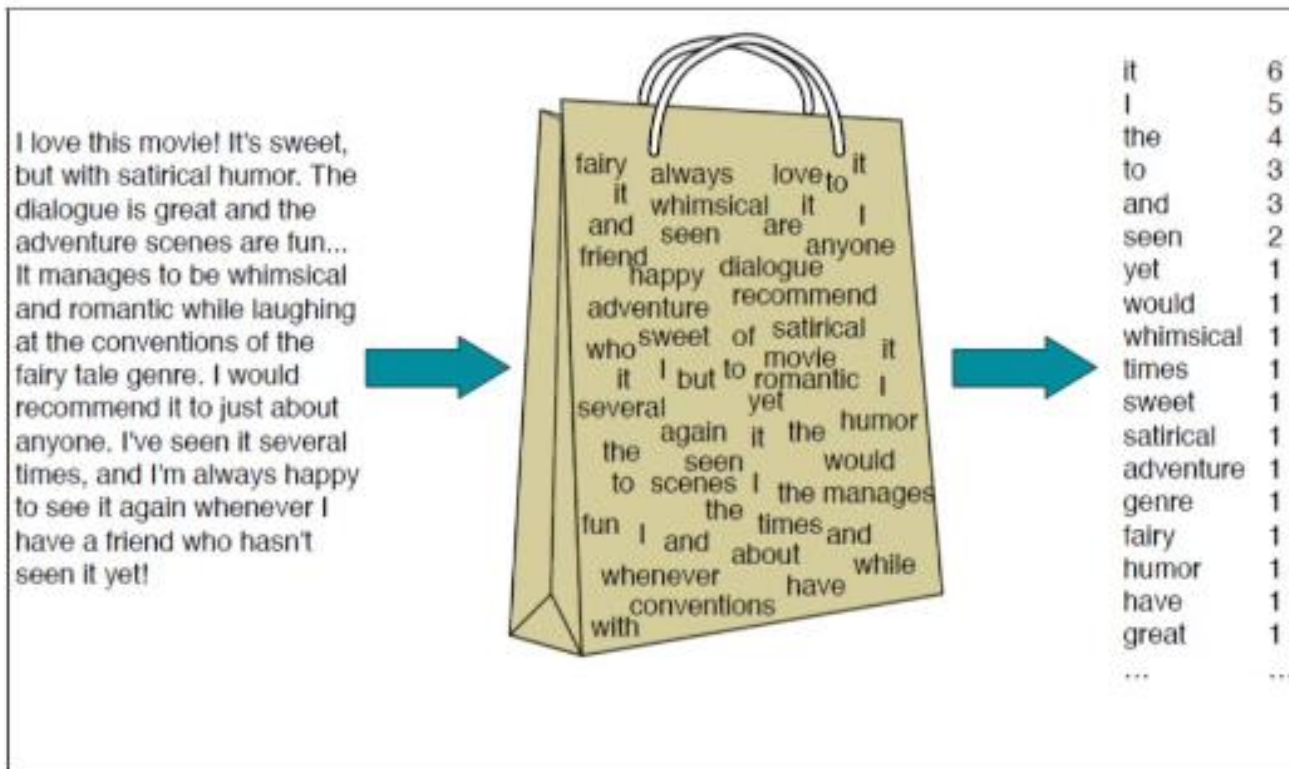 I love this movie! It's sweet,
but with satirical humor. The
dialogue is great and the
adventure scenes are fun...
It manages to be whimsical
and romantic while laughing
at the conventions of the
fairy tale genre. I would
recommend it to just about
anyone. I've seen it several
times, and I'm always happy
to see it again whenever I
have a friend who hasn't
seen it yet!
fairy always love to it
it whimsical it I
and seen are anyone
friend happy dialogue
adventure recommend
who sweet of satirical
it I but to movie it
romantic I
several yet
again it the humor
the seen would
to scenes I the manages
fun the times and
I and about
whenever have while
conventions
with
it 6
I 5
the 4
to 3
and 3
seen 2
yet 1
would 1
whimsical 1
times 1
sweet 1
satirical 1
adventure 1
genre 1
fairy 1
humor 1
have 1
great 1
... ...